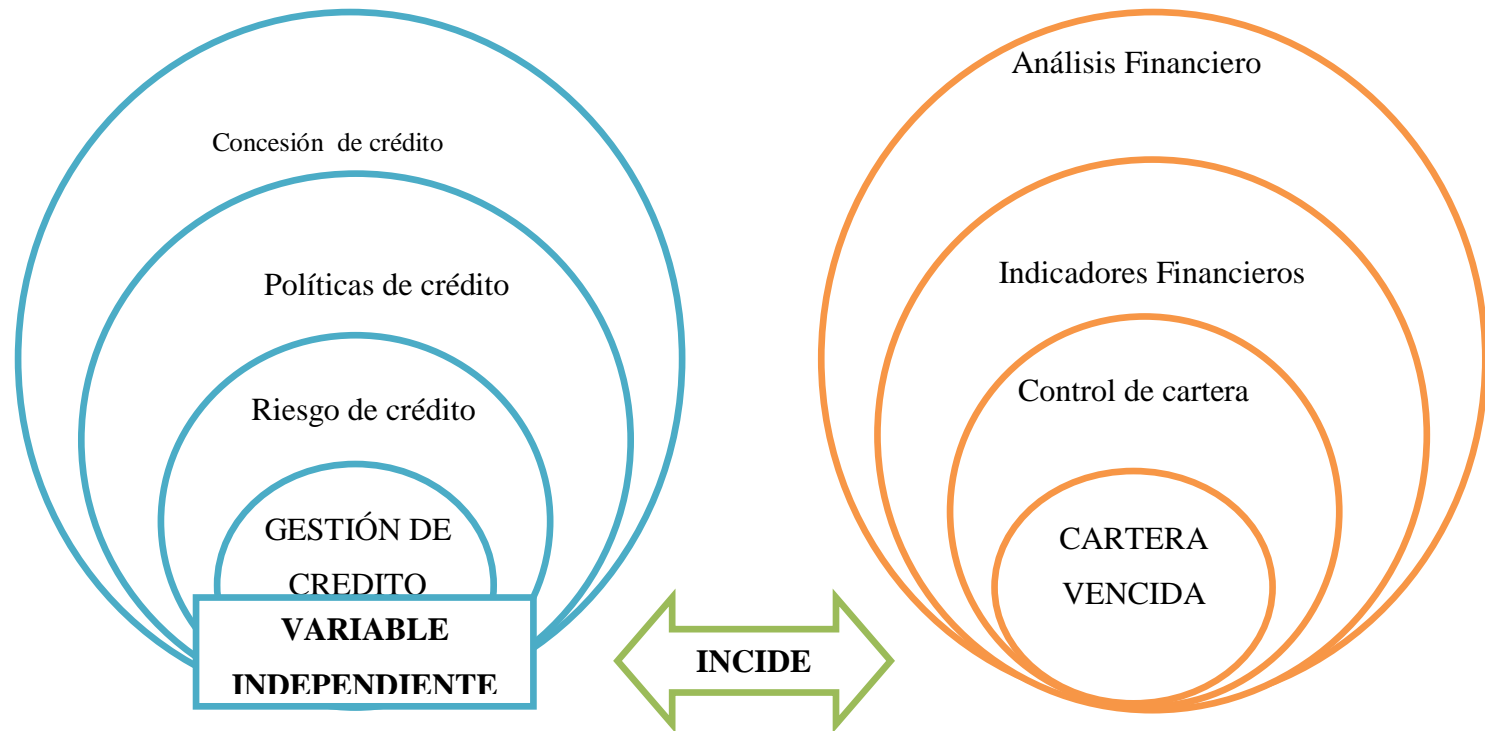 Concesión de crédito
Políticas de crédito
Riesgo de crédito
GESTIÓN DE
CREDITO
VARIABLE
INDEPENDIENTE
INCIDE
Análisis Financiero
Indicadores Financieros
Control de cartera
CARTERA
VENCIDA